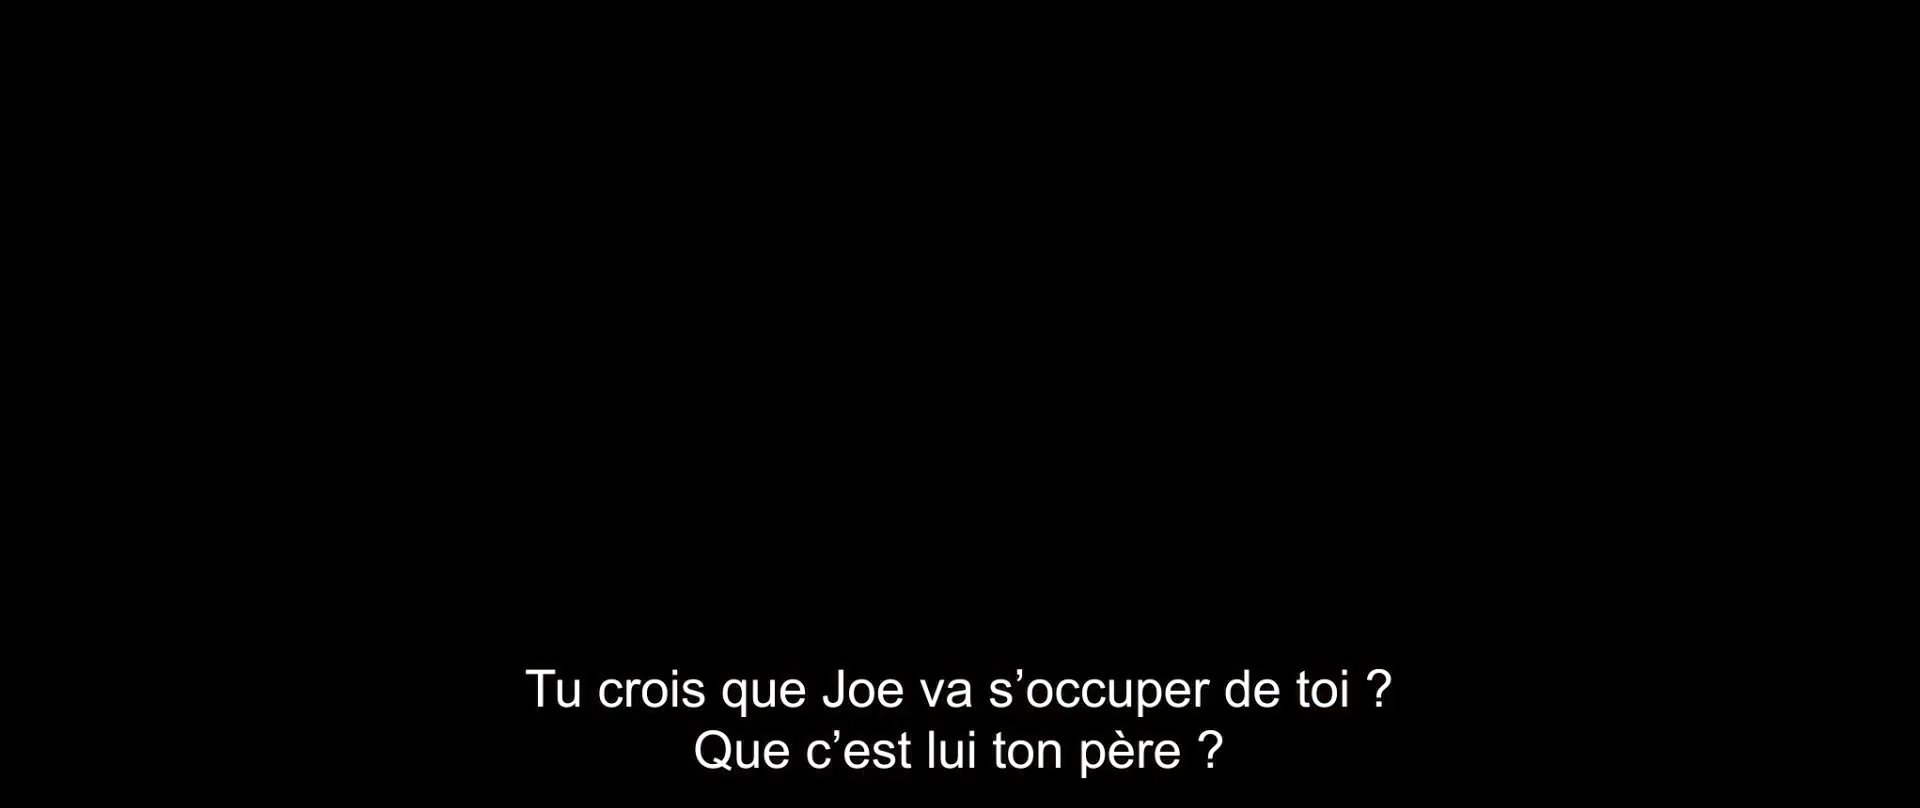 Tu crois que Joe va s’occuper de toi ?
Que c’est lui ton père ?